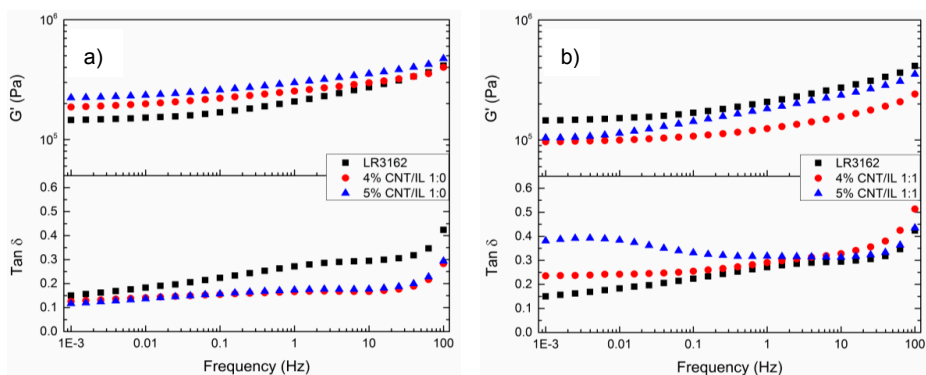 a)
G' (Pa)
10⁶
10⁵
LR3162
4% CNT/IL 1:0
5% CNT/IL 1:0
Tan δ
0.6
0.5
0.4
0.3
0.2
0.1
0.0
1E-3 0.01 0.1 1 10 100
Frequency (Hz)
b)
G' (Pa)
10⁶
10⁵
LR3162
4% CNT/IL 1:1
5% CNT/IL 1:1
Tan δ
0.6
0.5
0.4
0.3
0.2
0.1
0.0
1E-3 0.01 0.1 1 10 100
Frequency (Hz)